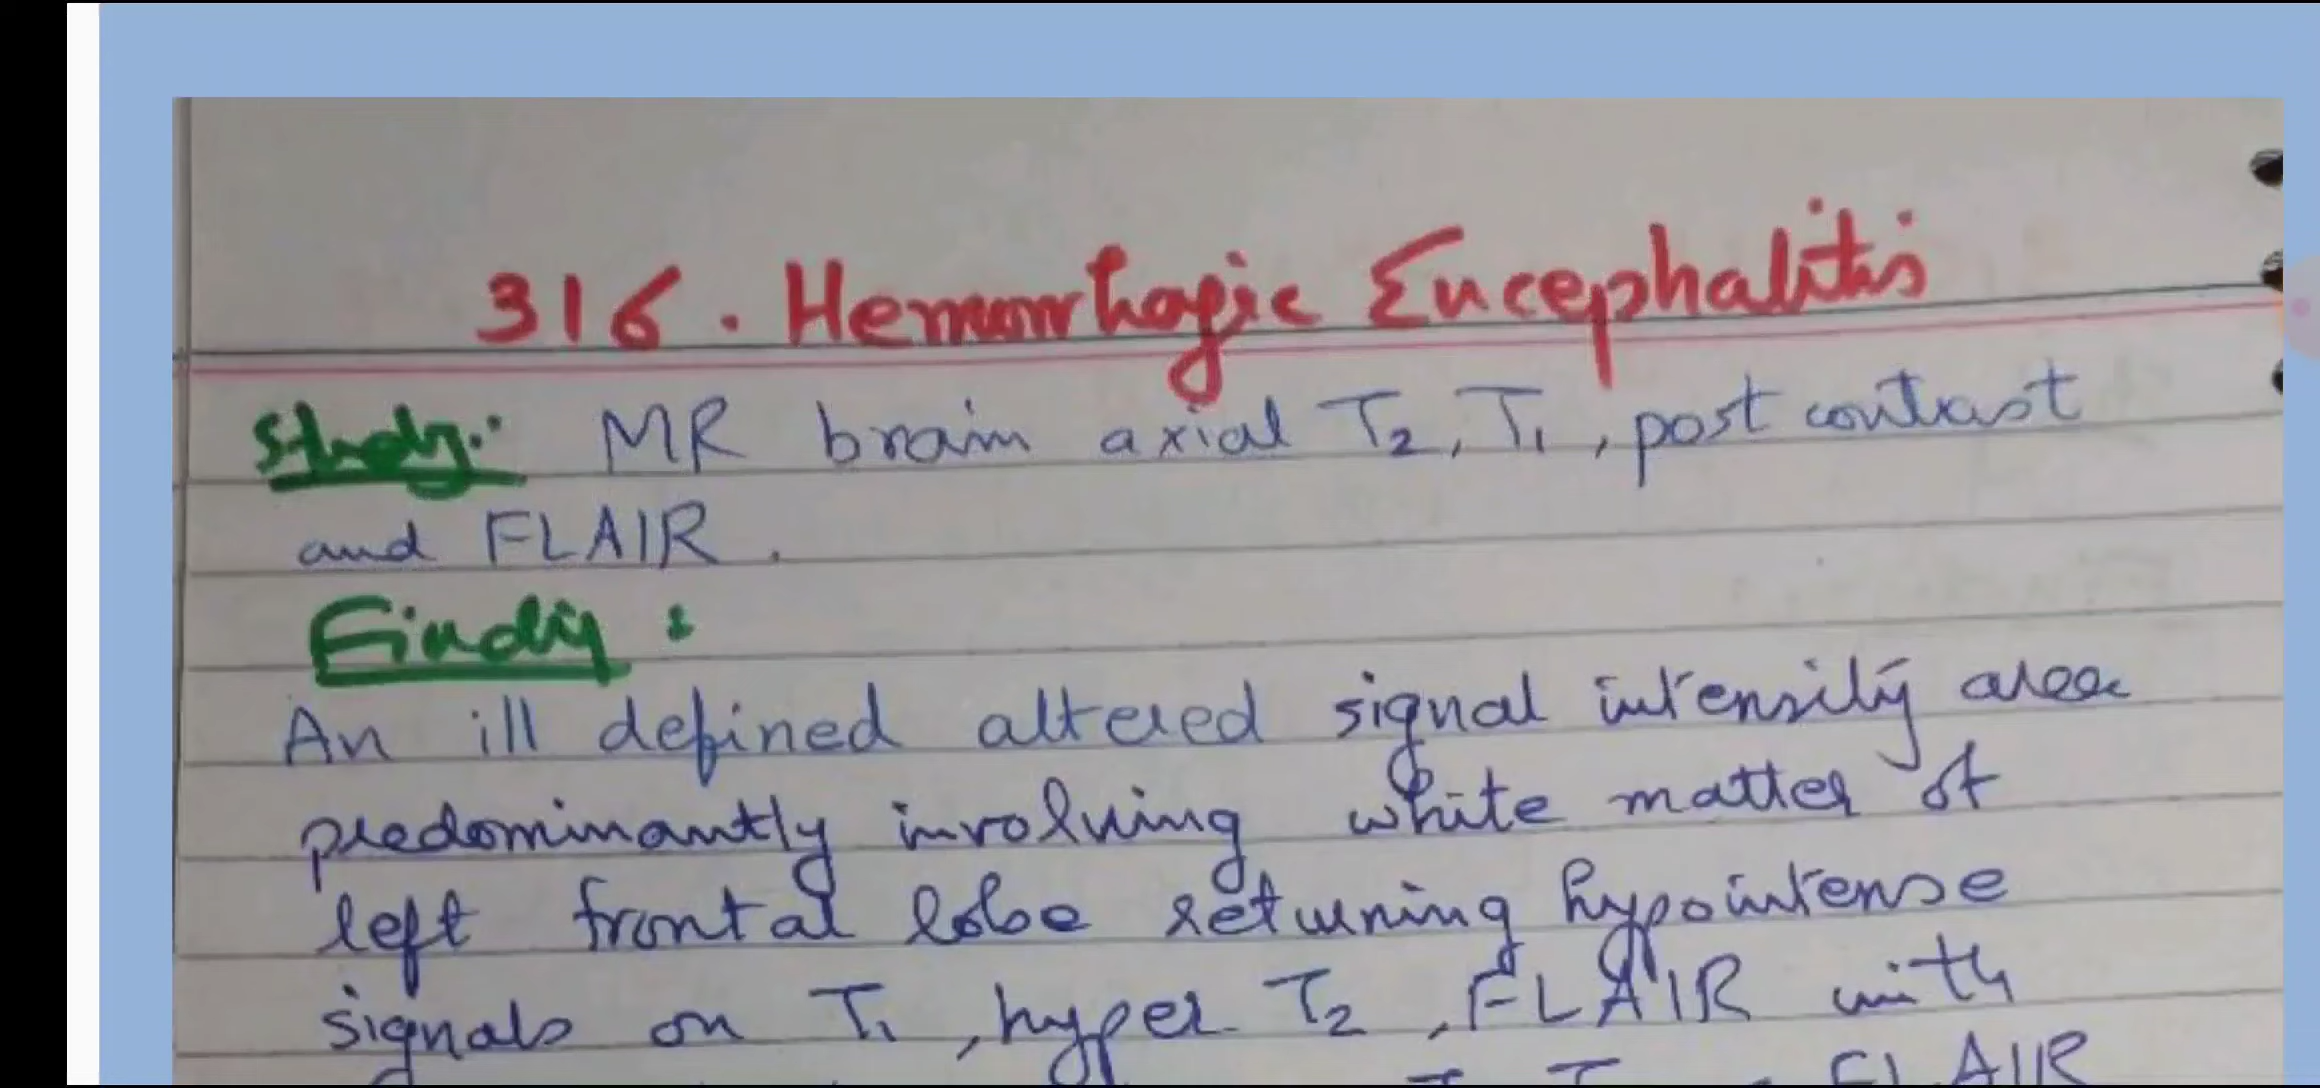 316. Hemorrhagic Encephalitis
Study: MR brain axial T2, T1, post contrast
and FLAIR.
Finding:
An ill defined altered signal intensity area
predominantly involving white matter of
left frontal lobe returning hypointense
signals on T1, hyper T2, FLAIR with
FLAIR